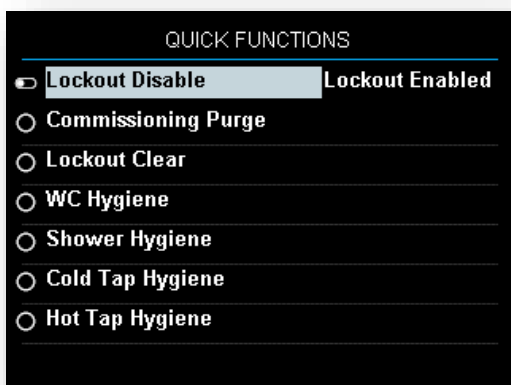 QUICK FUNCTIONS
Lockout Disable Lockout Enabled
Commissioning Purge
Lockout Clear
WC Hygiene
Shower Hygiene
Cold Tap Hygiene
Hot Tap Hygiene